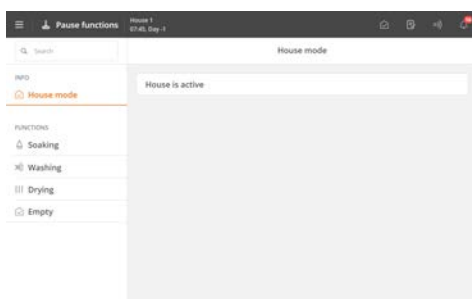 Pause functions
House 1
07:45, Day -1
Search
House mode
INFO
House mode
House is active
FUNCTIONS
Soaking
Washing
Drying
Empty